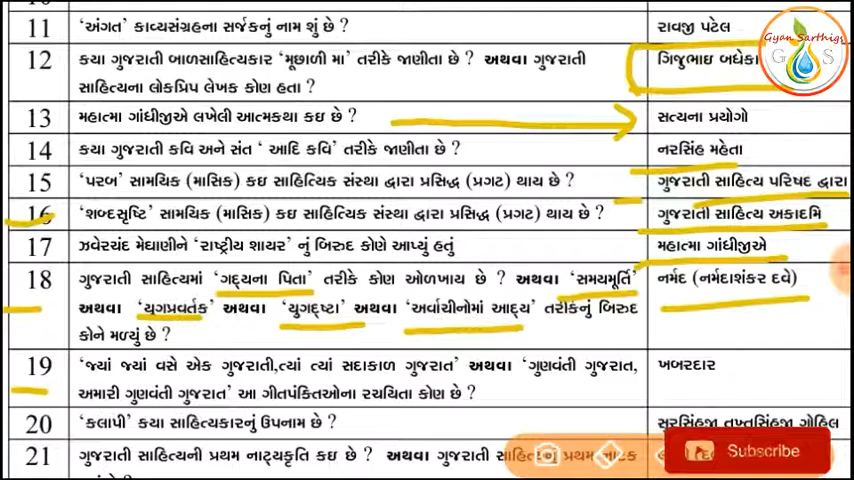 11 ‘અંગત’ કાવ્યસંગ્રહના સર્જકનું નામ શું છે ? રાવજી પટેલ
12 કયા ગુજરાતી બાળસાહિત્યકાર ‘મૂછાળી મા’ તરીકે જાણીતા છે ? અથવા ગુજરાતી ગિજુભાઇ બધેકા
સાહિત્યના લોકપ્રિપ લેખક કોણ હતા ?
13 મહાત્મા ગાંધીજીએ લખેલી આત્મકથા કઇ છે ? સત્યના પ્રયોગો
14 કયા ગુજરાતી કવિ અને સંત ‘ આદિ કવિ’ તરીકે જાણીતા છે ? નરસિંહ મહેતા
15 ‘પરબ’ સામયિક (માસિક) કઇ સાહિત્યિક સંસ્થા દ્વારા પ્રસિદ્ધ (પ્રગટ) થાય છે ? ગુજરાતી સાહિત્ય પરિષદ દ્વારા
16 ‘શબ્દસૃષ્ટિ’ સામયિક (માસિક) કઇ સાહિત્યિક સંસ્થા દ્વારા પ્રસિદ્ધ (પ્રગટ) થાય છે ? ગુજરાતી સાહિત્ય અકાદમિ
17 ઝવેરચંદ મેઘાણીને ‘રાષ્ટ્રીય શાયર’ નું બિરુદ કોણે આપ્યું હતું મહાત્મા ગાંધીજીએ
18 ગુજરાતી સાહિત્યમાં ‘ગદ્યના પિતા’ તરીકે કોણ ઓળખાય છે ? અથવા ‘સમયમૂર્તિ’ નર્મદ (નર્મદાશંકર દવે)
અથવા ‘યુગપ્રવર્તક’ અથવા ‘યુગદ્ષ્ટા’ અથવા ‘અર્વાચીનોમાં આદ્ય’ તરીકેનું બિરુદ
કોને મળ્યું છે ?
19 ‘જ્યાં જ્યાં વસે એક ગુજરાતી,ત્યાં ત્યાં સદાકાળ ગુજરાત’ અથવા ‘ગુણવંતી ગુજરાત, ખબરદાર
અમારી ગુણવંતી ગુજરાત’ આ ગીતપંક્તિઓના રચયિતા કોણ છે ?
20 ‘કલાપી’ કયા સાહિત્યકારનું ઉપનામ છે ? સુરસિંહજી તખ્તસિંહજી ગોહિલ
21 ગુજરાતી સાહિત્યની પ્રથમ નાટ્યકૃતિ કઇ છે ? અથવા ગુજરાતી સાહિત્યનું પ્રથમ નાટક
Gyan Sarthigs
G S
Subscribe